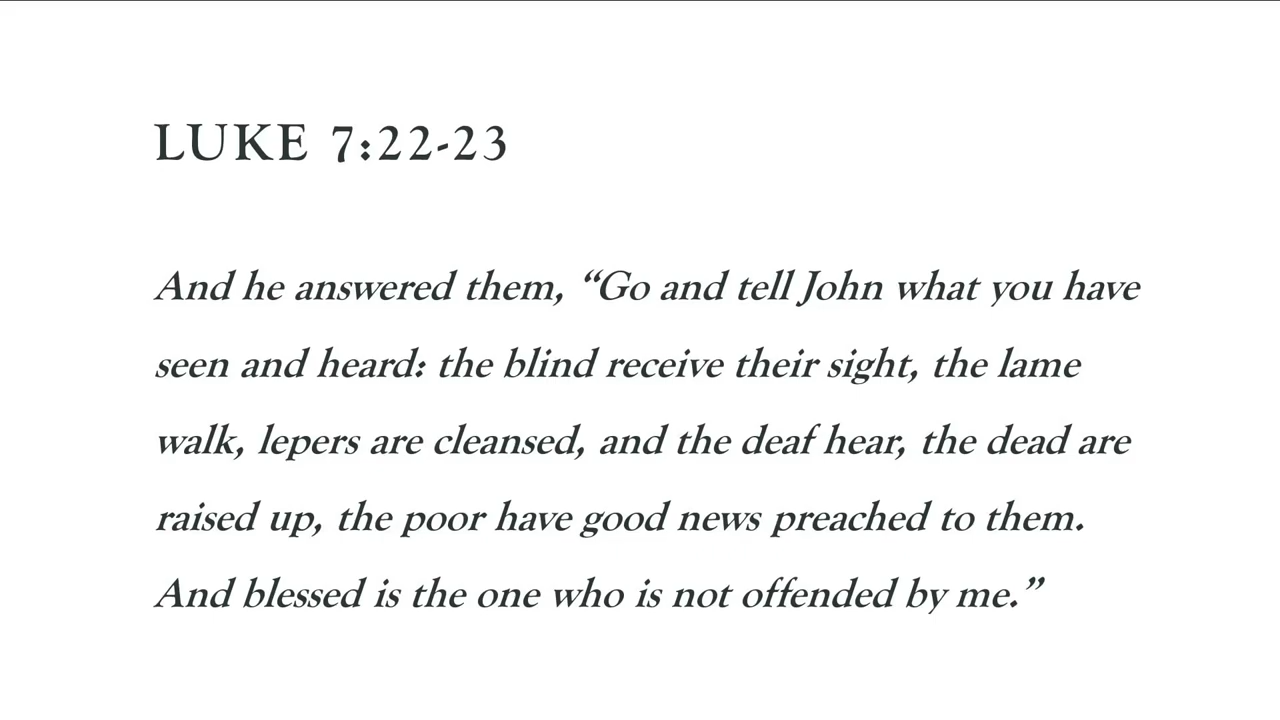 LUKE 7:22-23
And he answered them, “Go and tell John what you have
seen and heard: the blind receive their sight, the lame
walk, lepers are cleansed, and the deaf hear, the dead are
raised up, the poor have good news preached to them.
And blessed is the one who is not offended by me.”